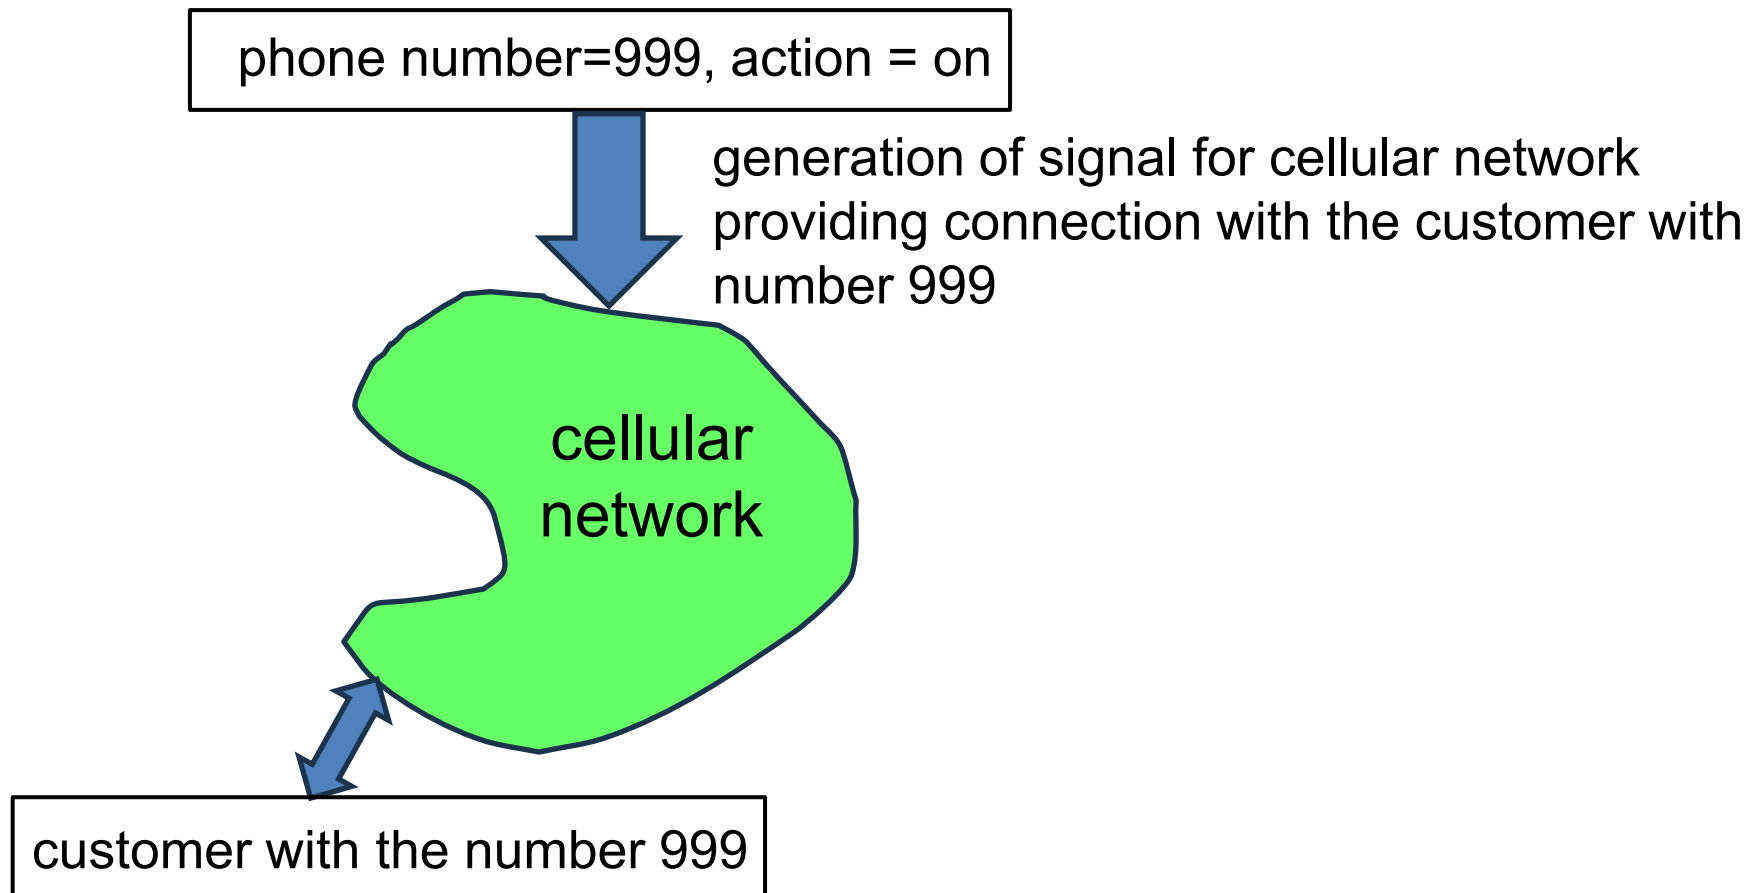 phone number=999, action = on
generation of signal for cellular network
providing connection with the customer with
number 999
cellular
network
customer with the number 999